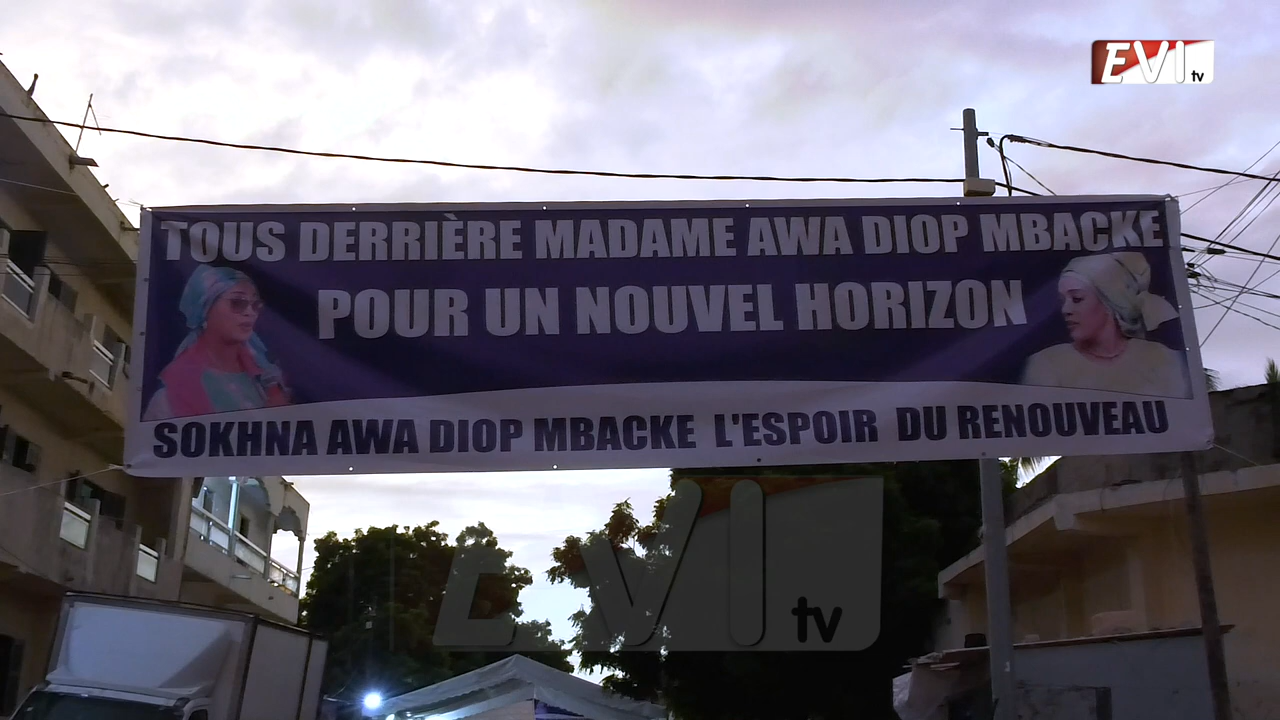 EVI tv
TOUS DERRIÈRE MADAME AWA DIOP MBACKE
POUR UN NOUVEL HORIZON
SOKHNA AWA DIOP MBACKE L'ESPOIR DU RENOUVEAU
EVI tv